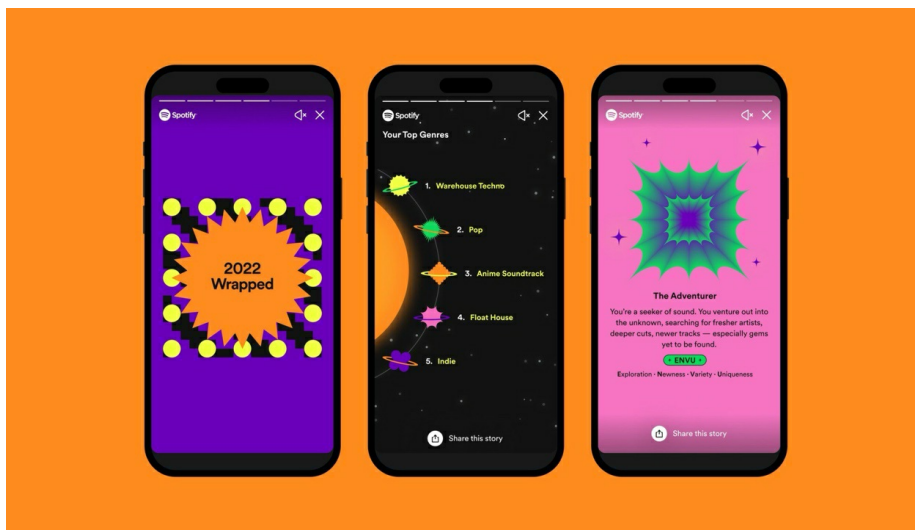 Spotify
2022
Wrapped
Spotify
Your Top Genres
1. Warehouse Techno
2. Pop
3. Anime Soundtrack
4. Float House
5. Indie
Share this story
Spotify
The Adventurer
You're a seeker of sound. You venture out into
the unknown, searching for fresher artists,
deeper cuts, newer tracks — especially gems
yet to be found.
ENVU
Exploration · Newness · Variety · Uniqueness
Share this story